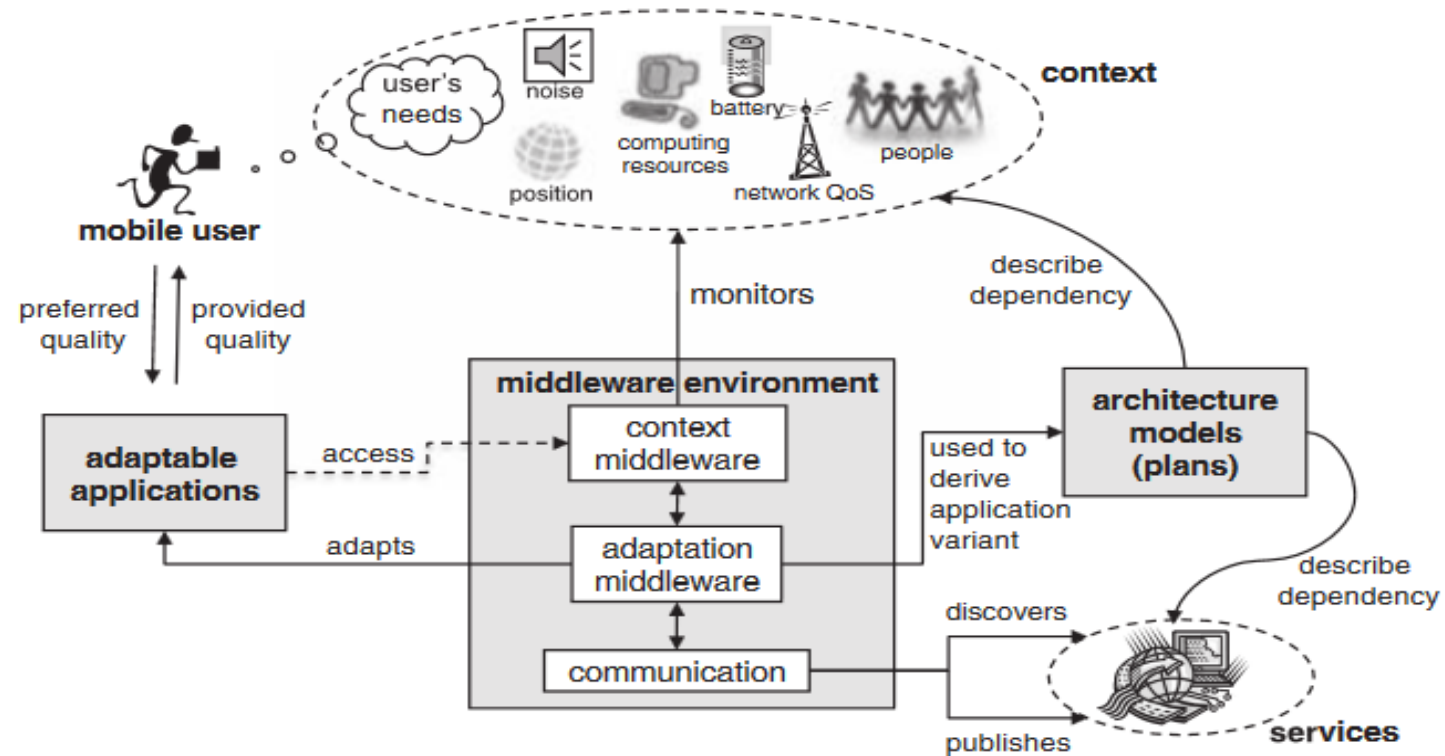 user's
needs
noise
position
computing
resources
battery
network QoS
people
context
mobile user
preferred
quality
provided
quality
monitors
describe
dependency
middleware environment
context
middleware
adaptable
applications
access
adapts
adaptation
middleware
communication
used to
derive
application
variant
architecture
models
(plans)
describe
dependency
discovers
publishes
services